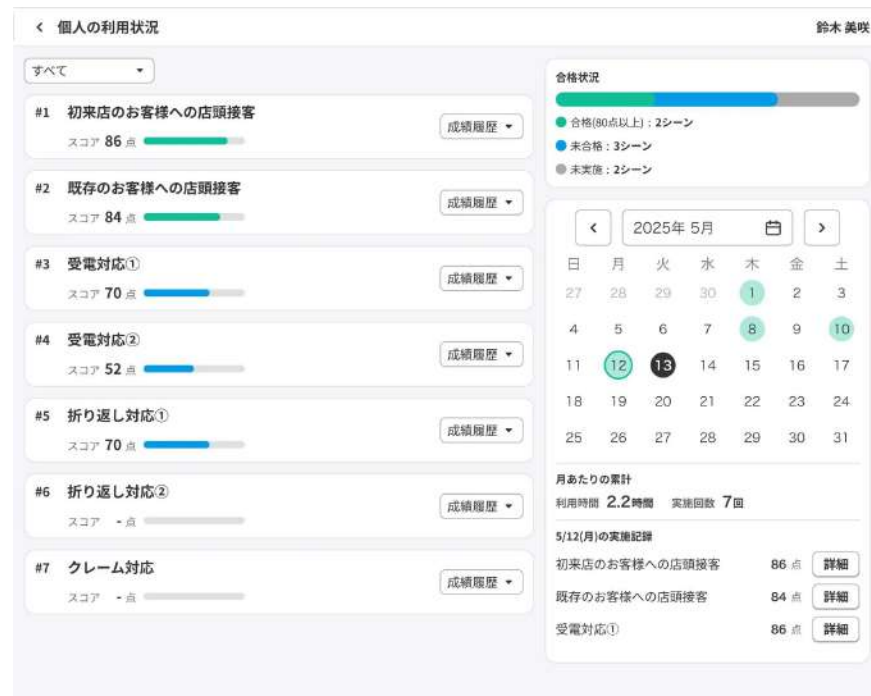 個人の利用状況
鈴木 美咲
すべて
#1 初来店のお客様への店頭接客
スコア 86 点
成績履歴
#2 既存のお客様への店頭接客
スコア 84 点
成績履歴
#3 受電対応①
スコア 70 点
成績履歴
#4 受電対応②
スコア 52 点
成績履歴
#5 折り返し対応①
スコア 70 点
成績履歴
#6 折り返し対応②
スコア - 点
成績履歴
#7 クレーム対応
スコア - 点
成績履歴
合格状況
合格(80点以上)：2シーン
未合格：3シーン
未実施：2シーン
2025年 5月
日 月 火 水 木 金 土
27 28 29 30 1 2 3
4 5 6 7 8 9 10
11 12 13 14 15 16 17
18 19 20 21 22 23 24
25 26 27 28 29 30 31
月あたりの累計
利用時間 2.2時間 実施回数 7回
5/12(月)の実施記録
初来店のお客様への店頭接客 86 点 詳細
既存のお客様への店頭接客 84 点 詳細
受電対応① 86 点 詳細